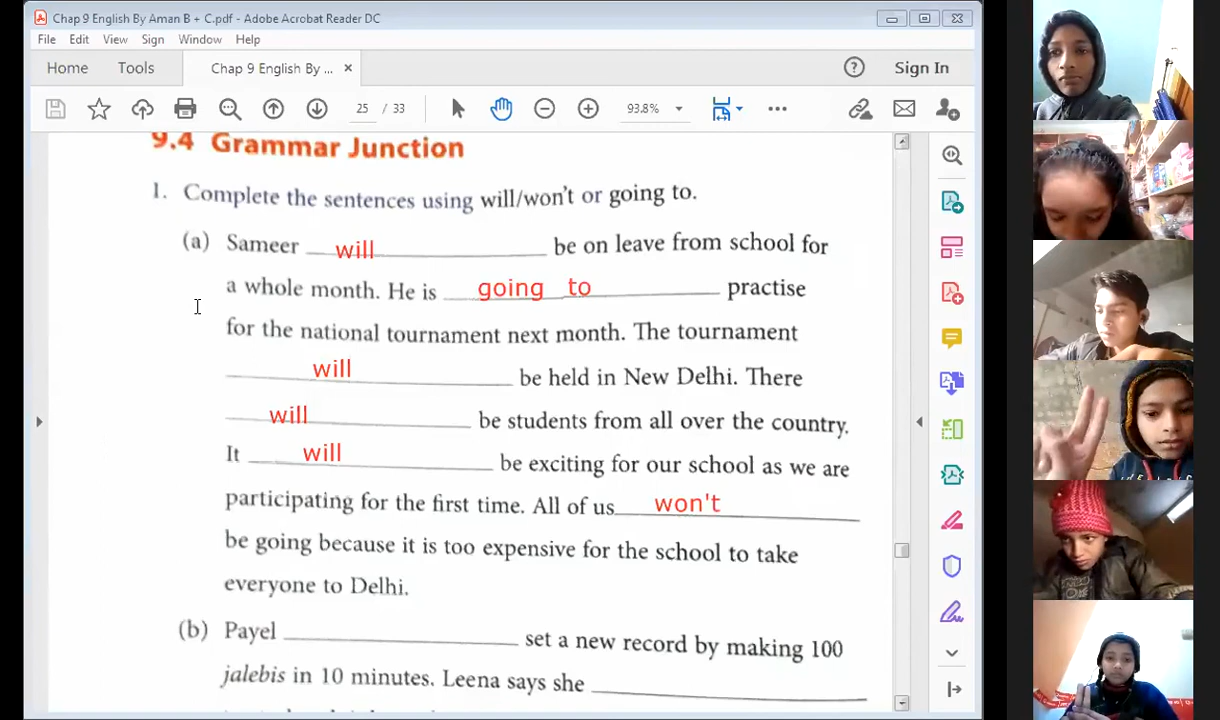 Chap 9 English By Aman B + C.pdf - Adobe Acrobat Reader DC
File Edit View Sign Window Help
Home Tools Chap 9 English By ... × Sign In
25 / 33 93.8%
9.4 Grammar Junction
1. Complete the sentences using will/won't or going to.
(a) Sameer will be on leave from school for
a whole month. He is going to practise
for the national tournament next month. The tournament
will be held in New Delhi. There
will be students from all over the country.
It will be exciting for our school as we are
participating for the first time. All of us won't
be going because it is too expensive for the school to take
everyone to Delhi.
(b) Payel set a new record by making 100
jalebis in 10 minutes. Leena says she